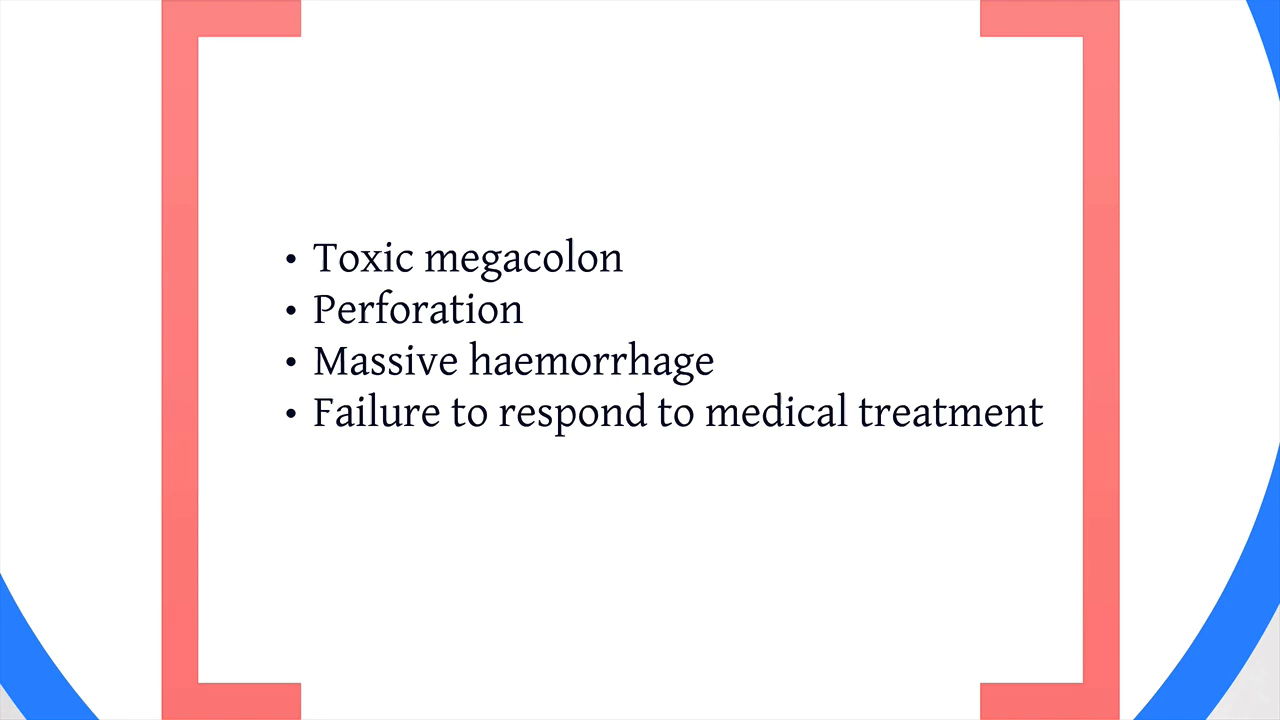 • Toxic megacolon
• Perforation
• Massive haemorrhage
• Failure to respond to medical treatment